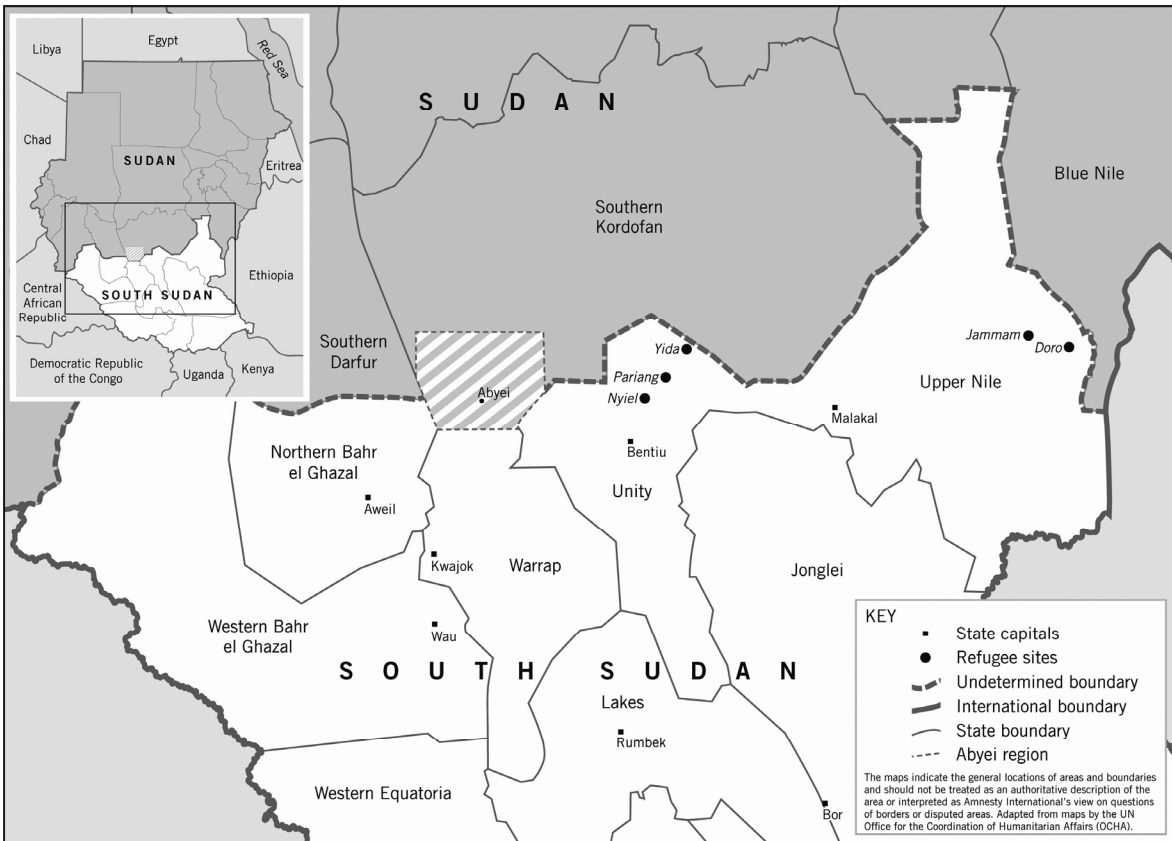 Libya
Egypt
Red Sea
Chad
SUDAN
Eritrea
Ethiopia
Central
African
Republic
SOUTH SUDAN
Democratic Republic
of the Congo
Uganda
Kenya
SUDAN
Blue Nile
Southern
Kordofan
Southern
Darfur
Abyei
Yida
Pariang
Nyiel
Jammam
Doro
Upper Nile
Malakal
Bentiu
Unity
Northern Bahr
el Ghazal
Aweil
Kwajok
Warrap
Jonglei
Western Bahr
el Ghazal
Wau
SOUTH SUDAN
Lakes
Rumbek
Western Equatoria
Bor
KEY
State capitals
Refugee sites
Undetermined boundary
International boundary
State boundary
Abyei region
The maps indicate the general locations of areas and boundaries
and should not be treated as an authoritative description of the
area or interpreted as Amnesty International's view on questions
of borders or disputed areas. Adapted from maps by the UN
Office for the Coordination of Humanitarian Affairs (OCHA).